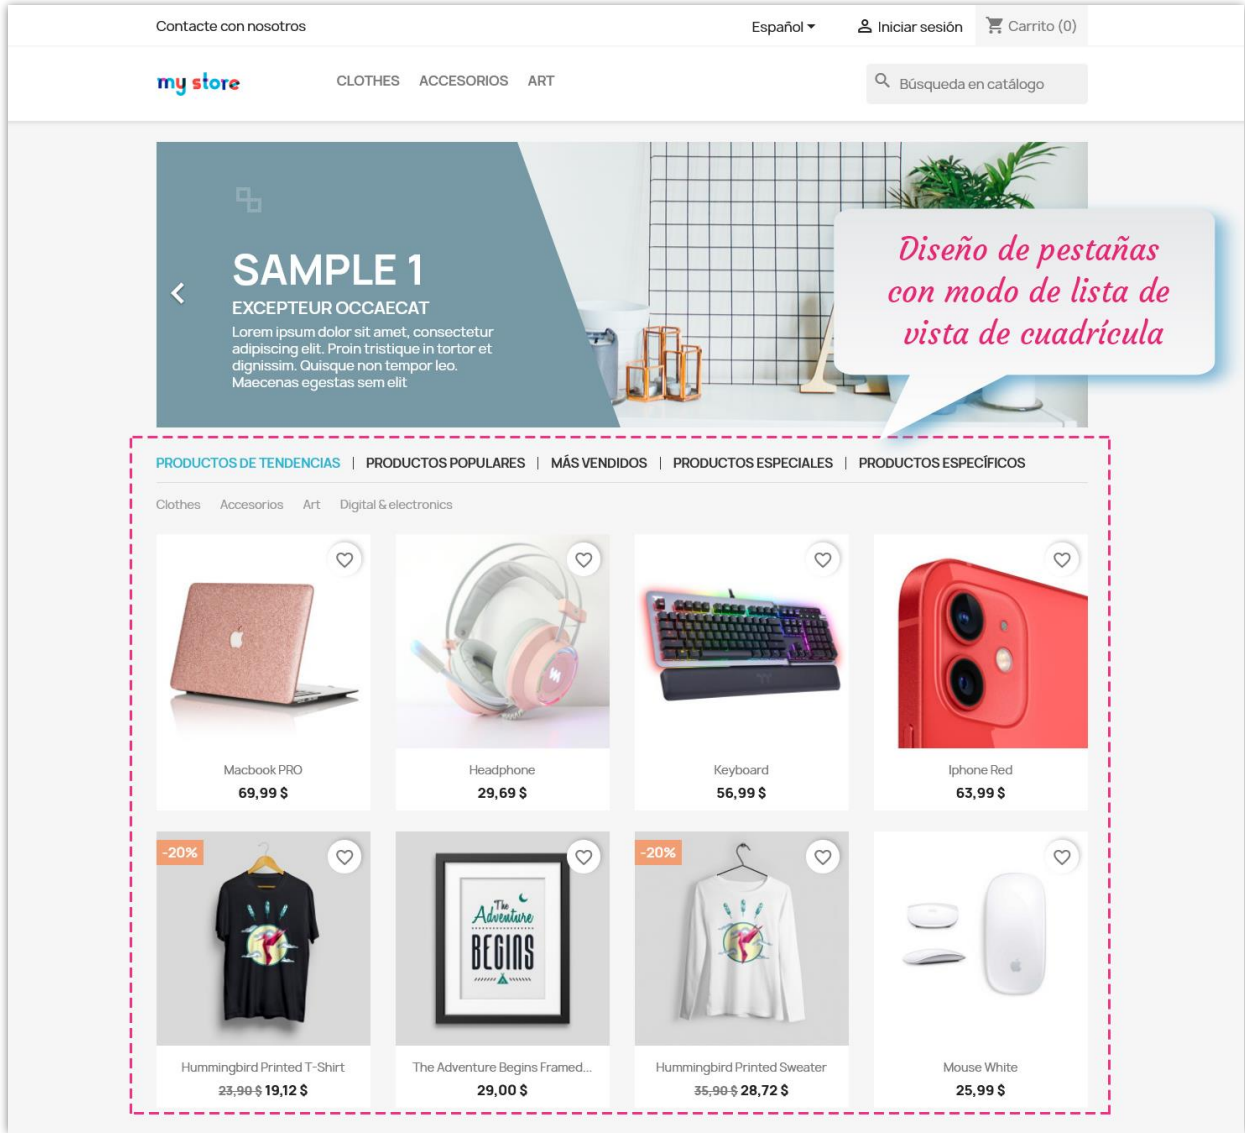 Contacte con nosotros
Español
Iniciar sesión
Carrito (0)
my store
CLOTHES
ACCESORIOS
ART
Búsqueda en catálogo
SAMPLE 1
EXCEPTEUR OCCAECAT
Lorem ipsum dolor sit amet, consectetur
adipiscing elit. Proin tristique in tortor et
dignissim. Quisque non tempor leo.
Maecenas egestas sem elit
Diseño de pestañas
con modo de lista de
vista de cuadrícula
PRODUCTOS DE TENDENCIAS | PRODUCTOS POPULARES | MÁS VENDIDOS | PRODUCTOS ESPECIALES | PRODUCTOS ESPECÍFICOS
Clothes Accesorios Art Digital & electronics
Macbook PRO
69,99 $
Headphone
29,69 $
Keyboard
56,99 $
Iphone Red
63,99 $
-20%
Hummingbird Printed T-Shirt
23,90 $ 19,12 $
The
Adventure
BEGINS
The Adventure Begins Framed...
29,00 $
-20%
Hummingbird Printed Sweater
35,90 $ 28,72 $
Mouse White
25,99 $